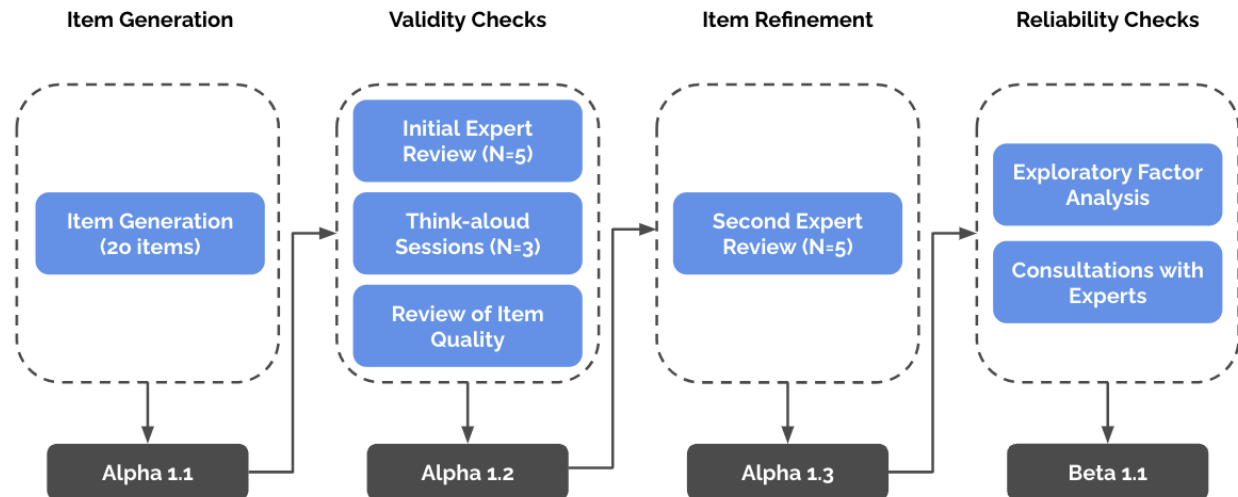 Item Generation
Validity Checks
Item Refinement
Reliability Checks
Item Generation
(20 items)
Initial Expert
Review (N=5)
Think-aloud
Sessions (N=3)
Review of Item
Quality
Second Expert
Review (N=5)
Exploratory Factor
Analysis
Consultations with
Experts
Alpha 1.1
Alpha 1.2
Alpha 1.3
Beta 1.1